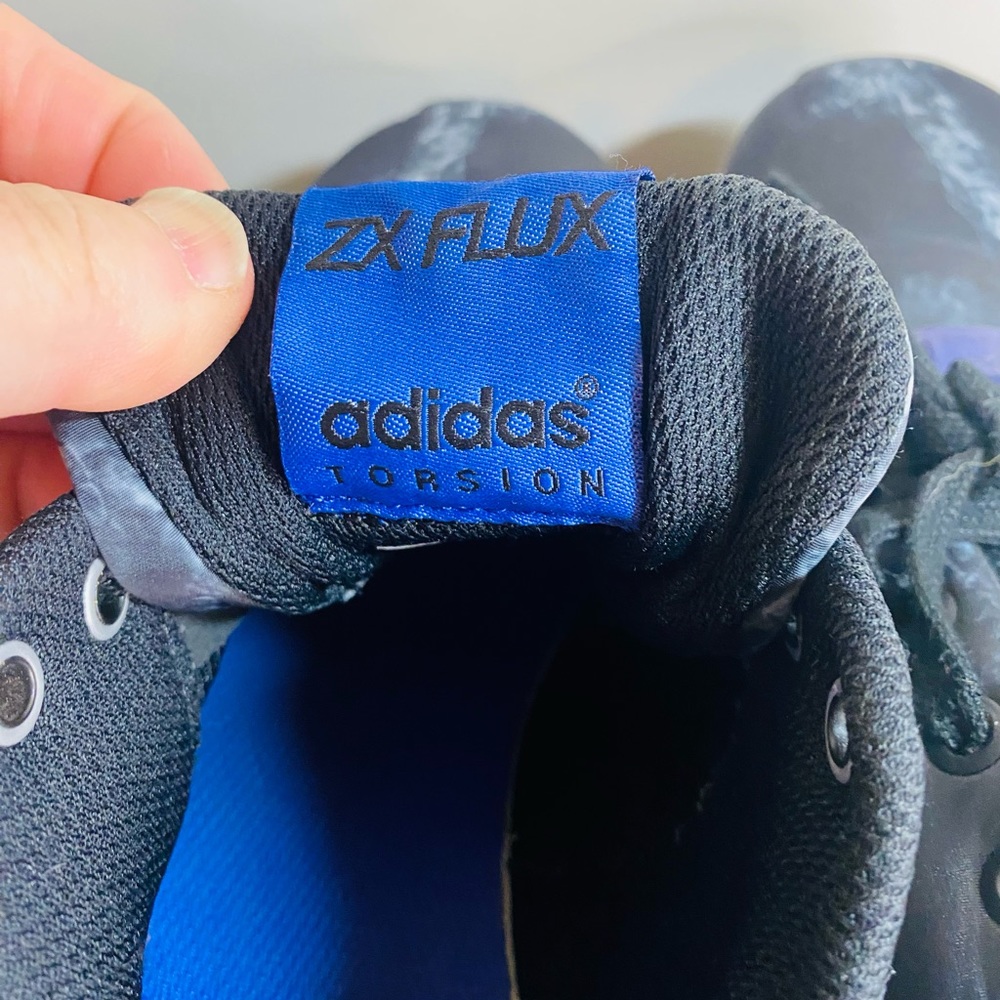 ZX FLUX
adidas®
TORSION